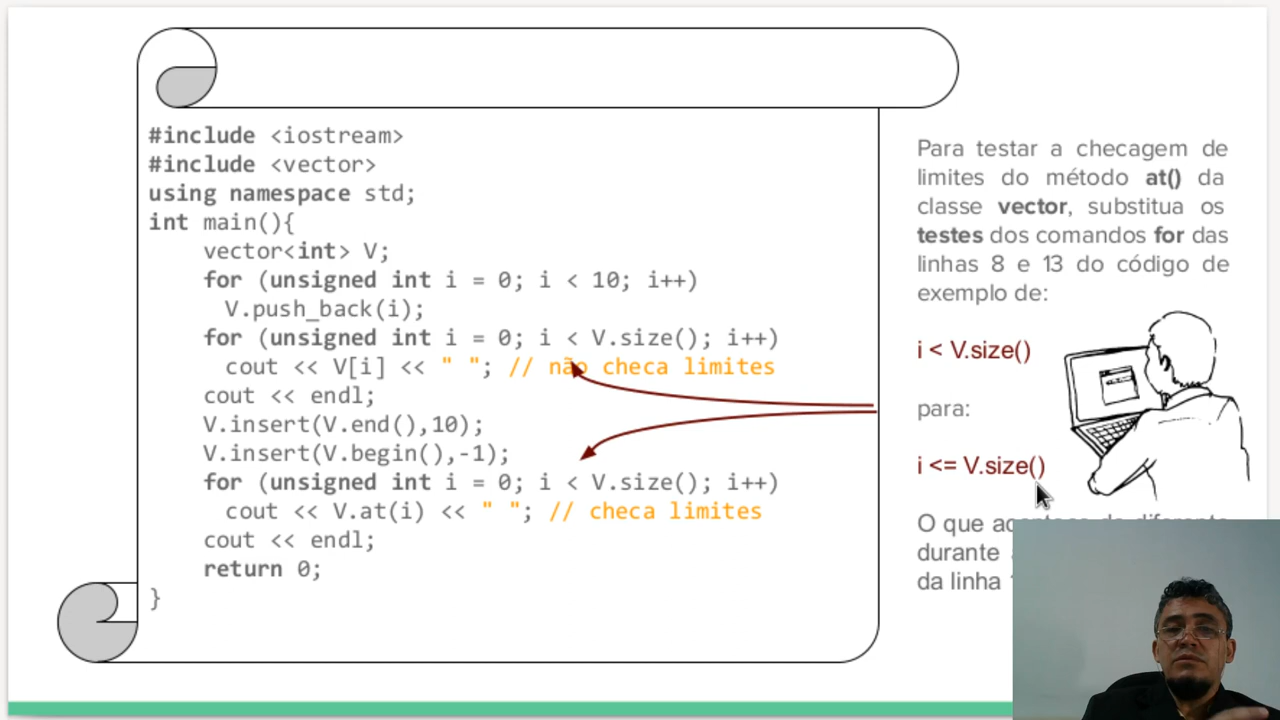 #include <iostream>
#include <vector>
using namespace std;
int main(){
vector<int> V;
for (unsigned int i = 0; i < 10; i++)
V.push_back(i);
for (unsigned int i = 0; i < V.size(); i++)
cout << V[i] << " "; // não checa limites
cout << endl;
V.insert(V.end(),10);
V.insert(V.begin(),-1);
for (unsigned int i = 0; i < V.size(); i++)
cout << V.at(i) << " "; // checa limites
cout << endl;
return 0;
}
Para testar a checagem de
limites do método at() da
classe vector, substitua os
testes dos comandos for das
linhas 8 e 13 do código de
exemplo de:
i < V.size()
para:
i <= V.size()
O que
durante
da linha